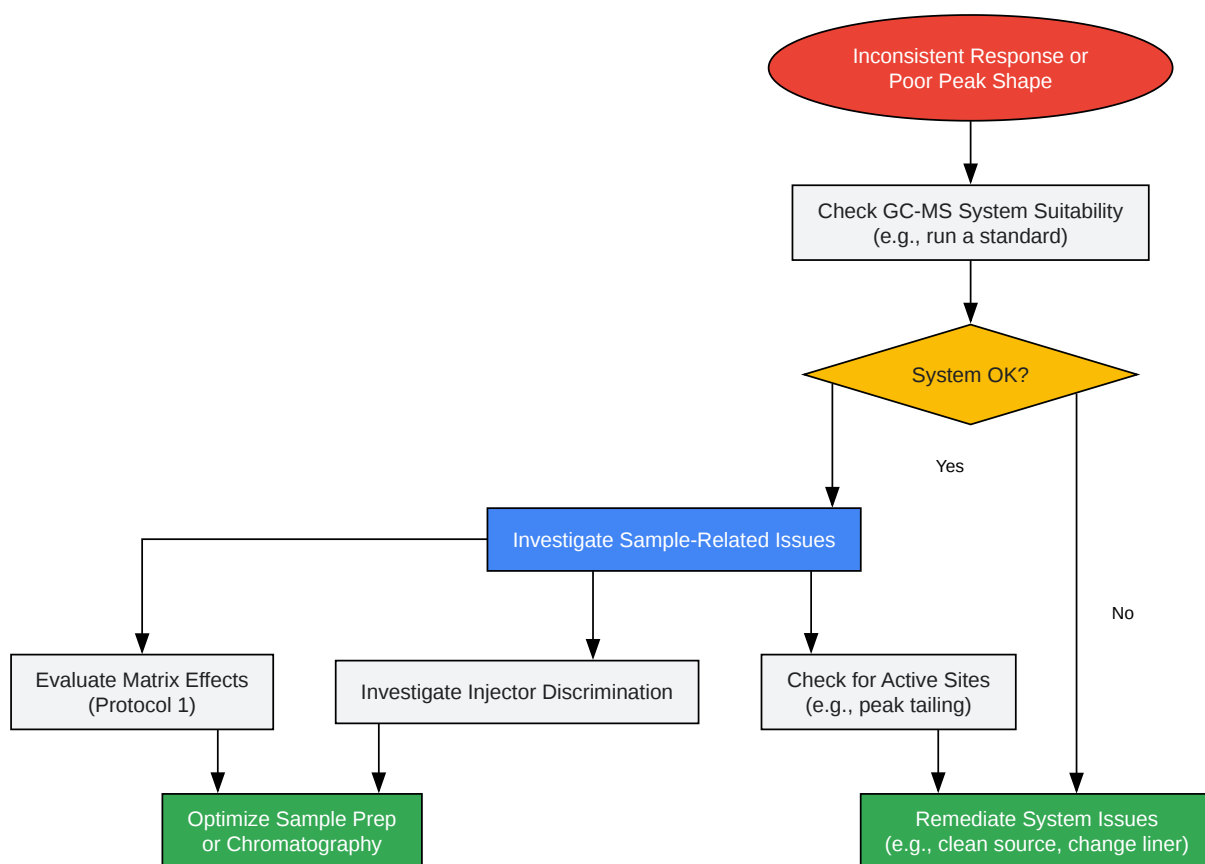 Inconsistent Response or
Poor Peak Shape
Check GC-MS System Suitability
(e.g., run a standard)
System OK?
Yes
Investigate Sample-Related Issues
No
Evaluate Matrix Effects
(Protocol 1)
Investigate Injector Discrimination
Check for Active Sites
(e.g., peak tailing)
Optimize Sample Prep
or Chromatography
Remediate System Issues
(e.g., clean source, change liner)